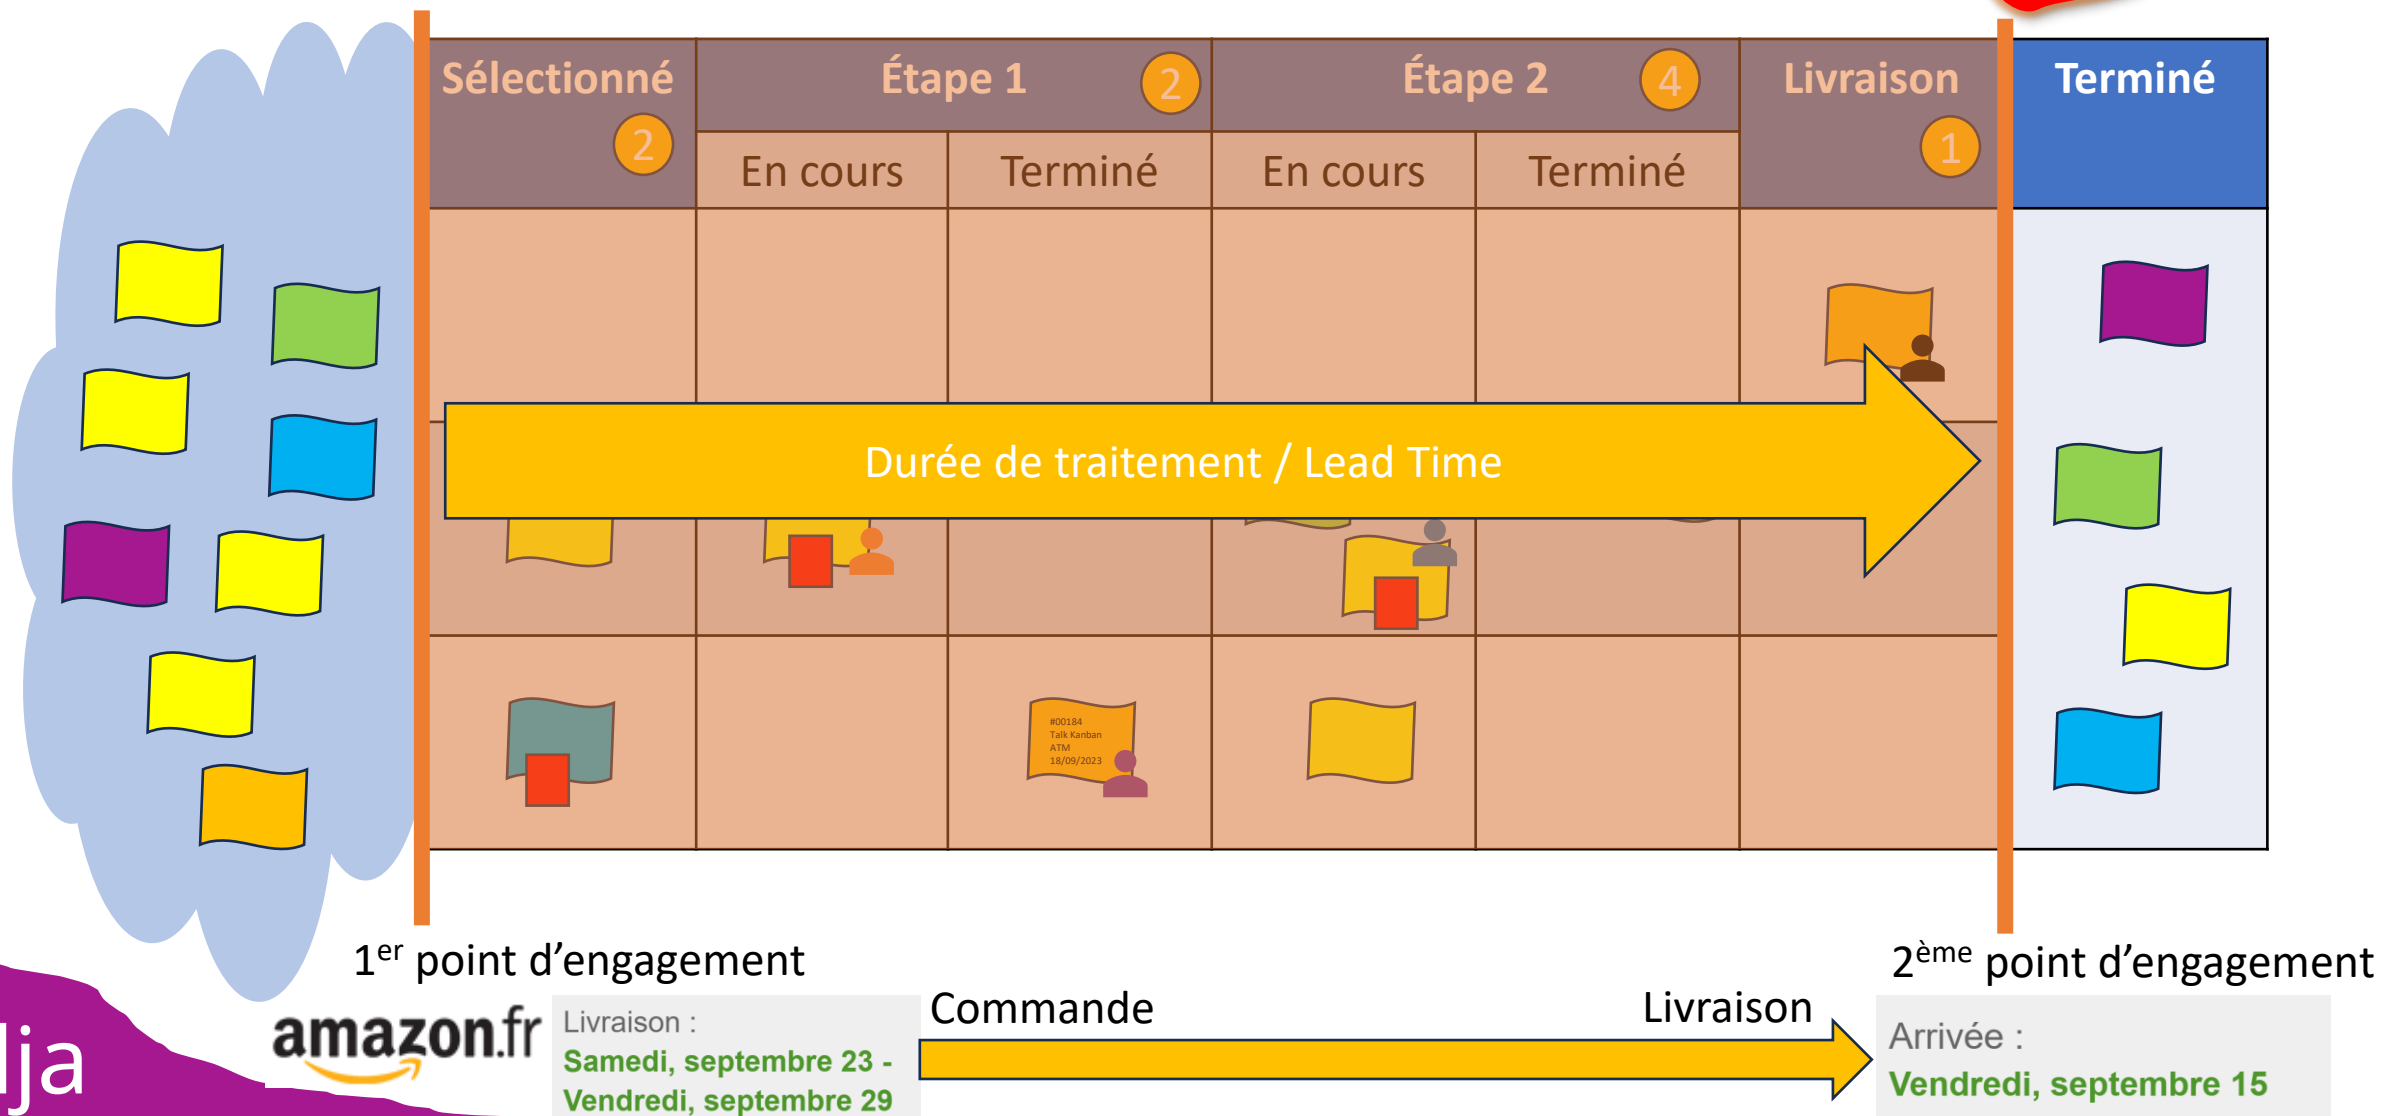 Sélectionné
2
Étape 1
2
Étape 2
4
Livraison
1
Terminé
En cours
Terminé
En cours
Terminé
Durée de traitement / Lead Time
#00184
Talk Kanban
ATM
18/09/2023
1er point d’engagement
2ème point d’engagement
amazon.fr
Livraison :
Samedi, septembre 23 -
Vendredi, septembre 29
Commande
Livraison
Arrivée :
Vendredi, septembre 15